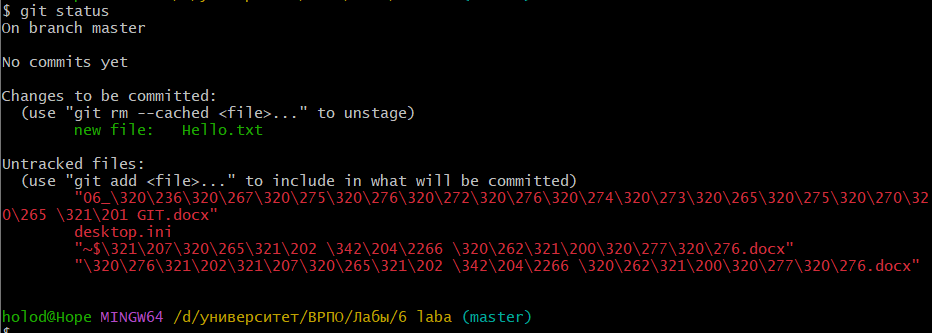 $ git status
On branch master
No commits yet
Changes to be committed:
(use "git rm --cached <file>..." to unstage)
new file:   Hello.txt
Untracked files:
(use "git add <file>..." to include in what will be committed)
"06_\320\236\320\267\320\275\320\276\320\272\320\276\320\274\320\273\320\265\320\275\320\270\32
0\265 \321\201 GIT.docx"
desktop.ini
"~$\321\207\320\265\321\202 \342\204\2266 \320\262\321\200\320\277\320\276.docx"
"\320\276\321\202\321\207\320\265\321\202 \342\204\2266 \320\262\321\200\320\277\320\276.docx"
holod@Hope MINGW64 /d/университет/ВРПО/Лабы/6 laba (master)
$